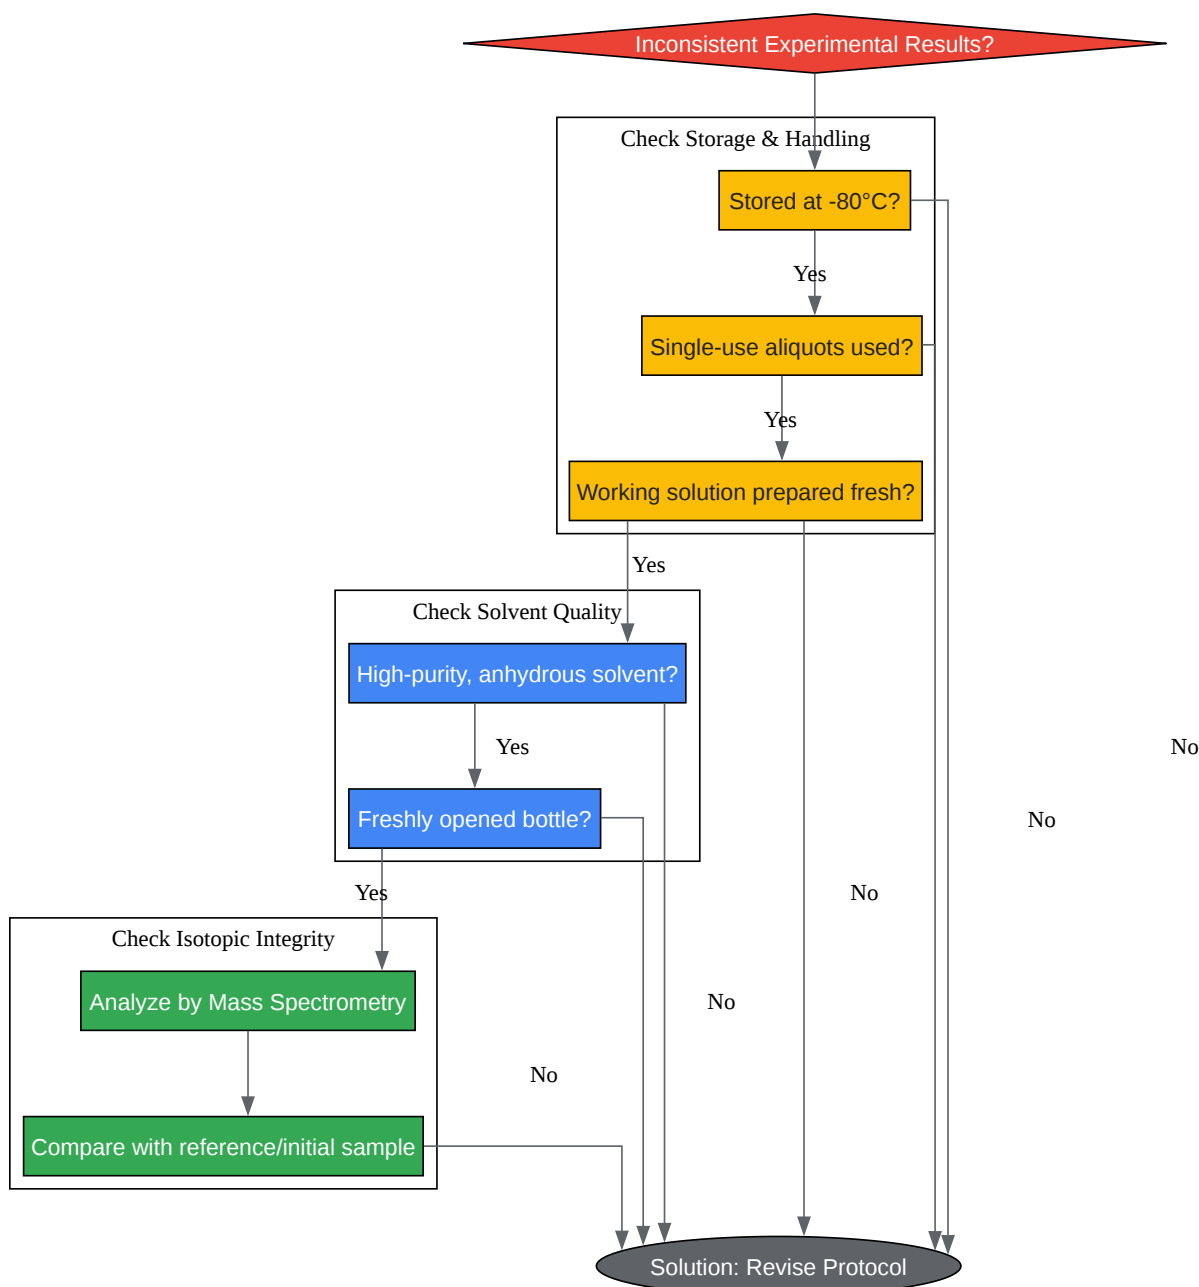 Inconsistent Experimental Results?
Check Storage & Handling
Stored at -80°C?
Yes
Single-use aliquots used?
Yes
Working solution prepared fresh?
Yes
Check Solvent Quality
High-purity, anhydrous solvent?
Yes
No
Freshly opened bottle?
No
Yes
No
Check Isotopic Integrity
Analyze by Mass Spectrometry
No
No
Compare with reference/initial sample
Solution: Revise Protocol